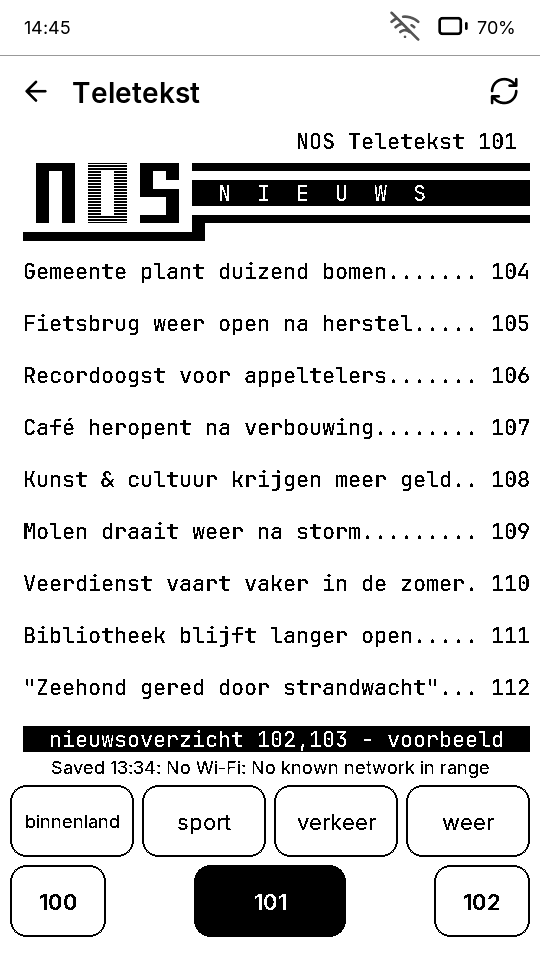 14:45
70%
Teletekst
NOS Teletekst 101
NOS
N I E U W S
Gemeente plant duizend bomen....... 104
Fietsbrug weer open na herstel..... 105
Recordoogst voor appeltelers....... 106
Café heropent na verbouwing........ 107
Kunst & cultuur krijgen meer geld.. 108
Molen draait weer na storm......... 109
Veerdienst vaart vaker in de zomer. 110
Bibliotheek blijft langer open..... 111
"Zeehond gered door strandwacht"... 112
nieuwsoverzicht 102,103 - voorbeeld
Saved 13:34: No Wi-Fi: No known network in range
binnenland sport verkeer weer
100 101 102